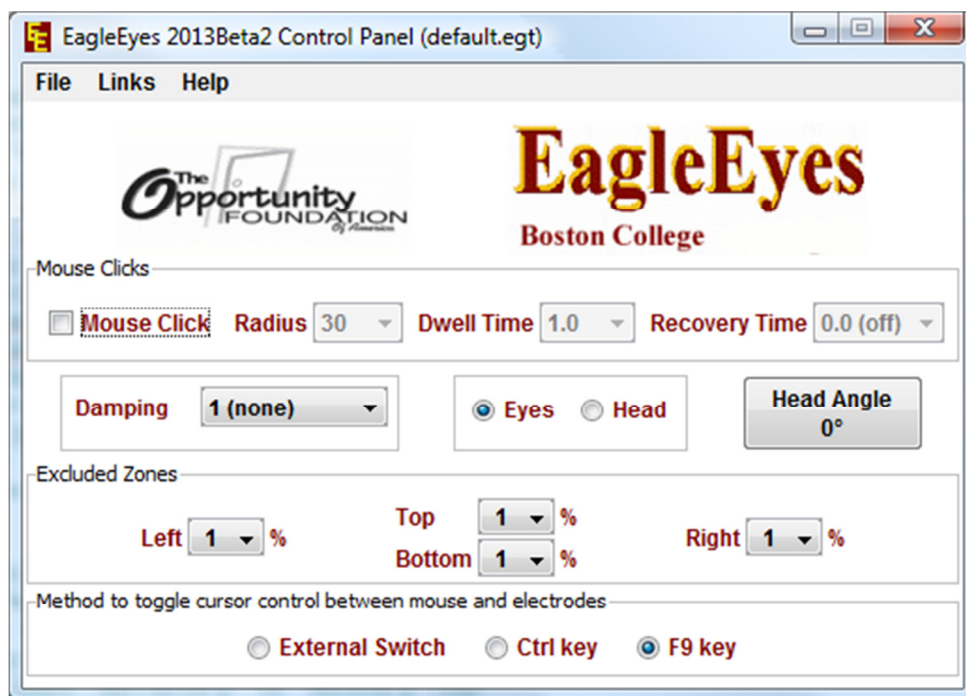 EE EagleEyes 2013Beta2 Control Panel (default.egt)
File Links Help
The Opportunity
FOUNDATION
Of America
EagleEyes
Boston College
Mouse Clicks
Mouse Click Radius 30 Dwell Time 1.0 Recovery Time 0.0 (off)
Damping 1 (none) Eyes Head Head Angle
0°
Excluded Zones
Left 1 % Top 1 % Right 1 %
Bottom 1 %
Method to toggle cursor control between mouse and electrodes
External Switch Ctrl key F9 key